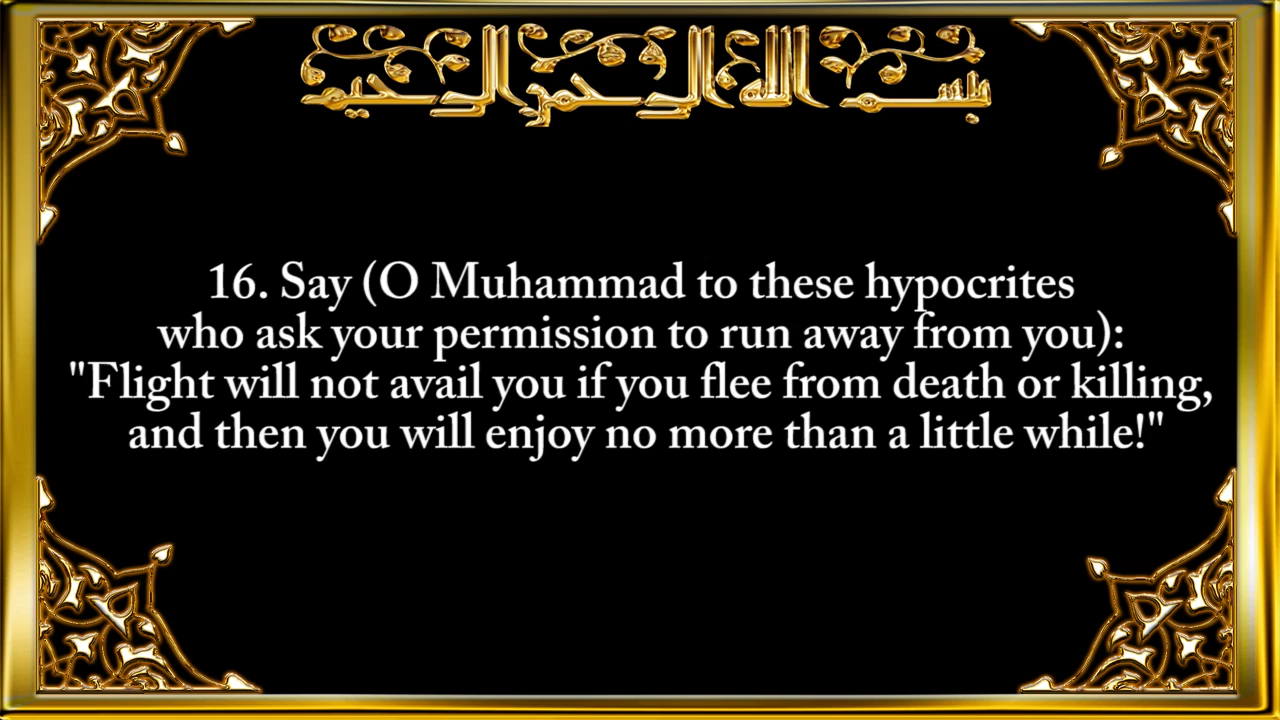 بسم الله الرحمن الرحيم
16. Say (O Muhammad to these hypocrites
who ask your permission to run away from you):
"Flight will not avail you if you flee from death or killing,
and then you will enjoy no more than a little while!"